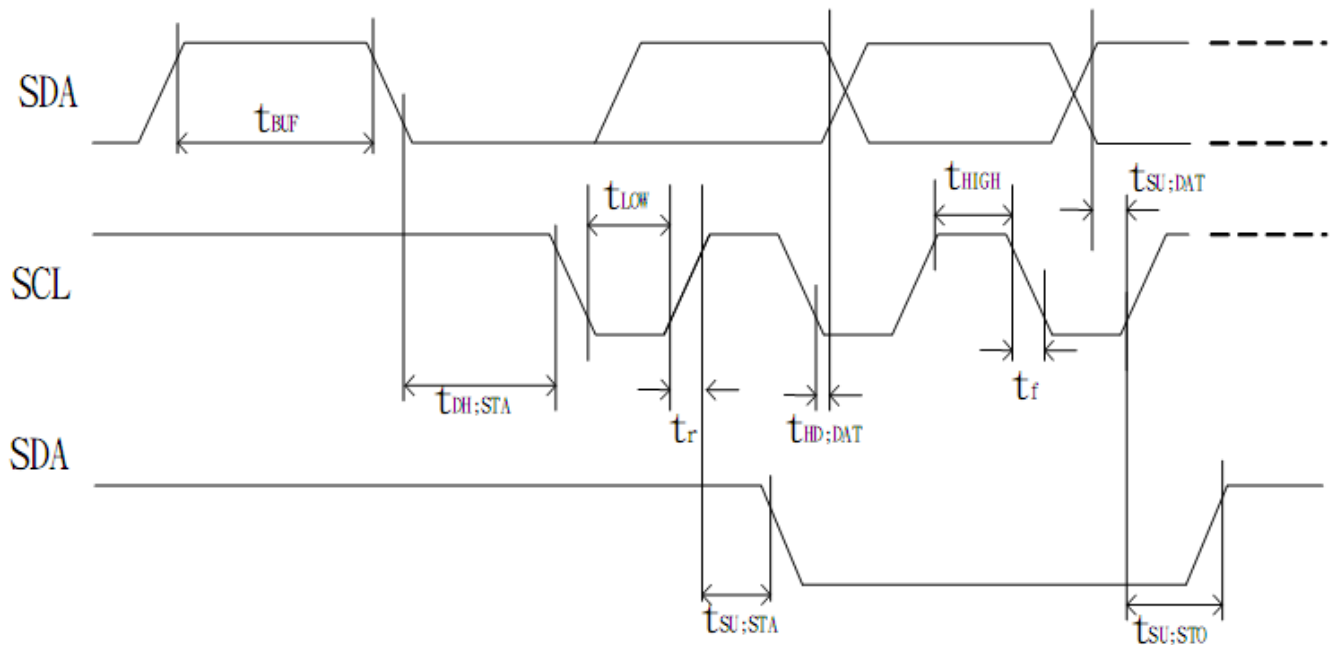 SDA
tBUF
tLOW
tHIGH
tSU;DAT
SCL
tDH;STA
tr
tHD;DAT
tf
SDA
tSU;STA
tSU;STO